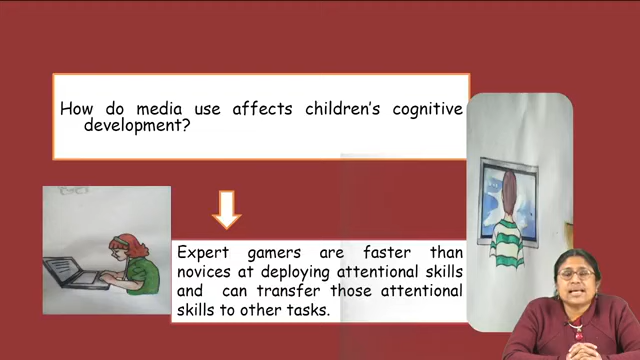 How do media use affects children's cognitive
development?
Expert gamers are faster than
novices at deploying attentional skills
and can transfer those attentional
skills to other tasks.